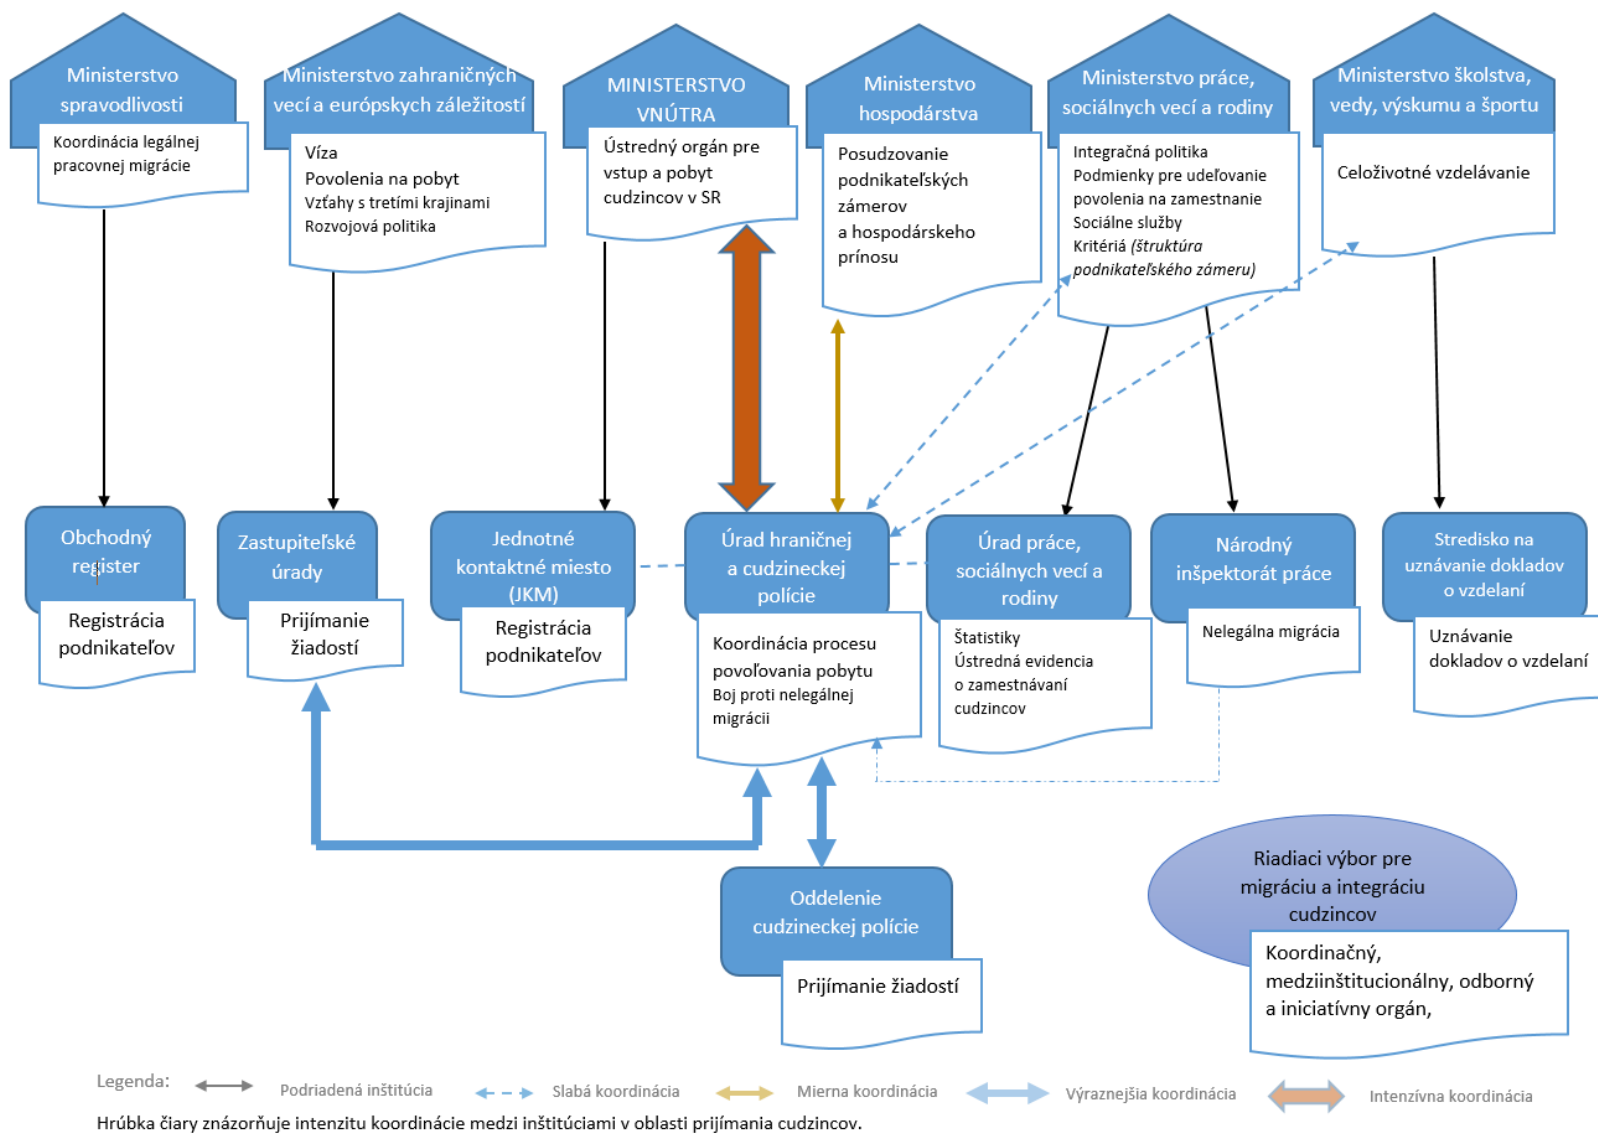 Ministerstvo
spravodlivosti
Koordinácia legálnej
pracovnej migrácie
Ministerstvo zahraničných
vecí a európskych záležitostí
Víza
Povolenia na pobyt
Vzťahy s tretími krajinami
Rozvojová politika
MINISTERSTVO
VNÚTRA
Ústredný orgán pre
vstup a pobyt
cudzincov v SR
Ministerstvo
hospodárstva
Posudzovanie
podnikateľských
zámerov
a hospodárskeho
prínosu
Ministerstvo práce,
sociálnych vecí a rodiny
Integračná politika
Podmienky pre udeľovanie
povolenia na zamestnanie
Sociálne služby
Kritériá (štruktúra
podnikateľského zámeru)
Ministerstvo školstva,
vedy, výskumu a športu
Celoživotné vzdelávanie
Obchodný
register
Registrácia
podnikateľov
Zastupiteľské
úrady
Prijímanie
žiadostí
Jednotné
kontaktné miesto
(JKM)
Registrácia
podnikateľov
Úrad hraničnej
a cudzineckej
polície
Koordinácia procesu
povoľovania pobytu
Boj proti nelegálnej
migrácii
Úrad práce,
sociálnych vecí a
rodiny
Štatistiky
Ústredná evidencia
o zamestnávaní
cudzincov
Národný
inšpektorát práce
Nelegálna migrácia
Stredisko na
uznávanie dokladov
o vzdelaní
Uznávanie
dokladov o vzdelaní
Oddelenie
cudzineckej polície
Prijímanie žiadostí
Riadiaci výbor pre
migráciu a integráciu
cudzincov
Koordinačný,
medziinštitucionálny, odborný
a iniciatívny orgán,
Legenda:
Podriadená inštitúcia
Slabá koordinácia
Mierna koordinácia
Výraznejšia koordinácia
Intenzívna koordinácia
Hrúbka čiary znázorňuje intenzitu koordinácie medzi inštitúciami v oblasti prijímania cudzincov.